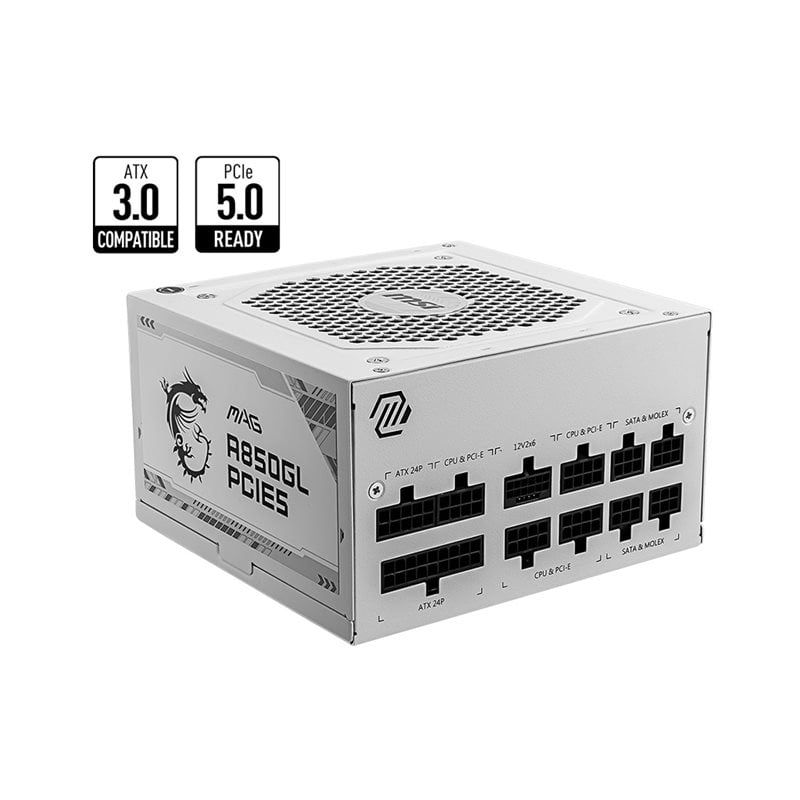 ATX
3.0
COMPATIBLE
PCIe
5.0
READY
msi
MAG
A850GL
PCIE5
ATX 24P
CPU & PCI-E
12V2x6
CPU & PCI-E
SATA & MOLEX
ATX 24P
CPU & PCI-E
SATA & MOLEX